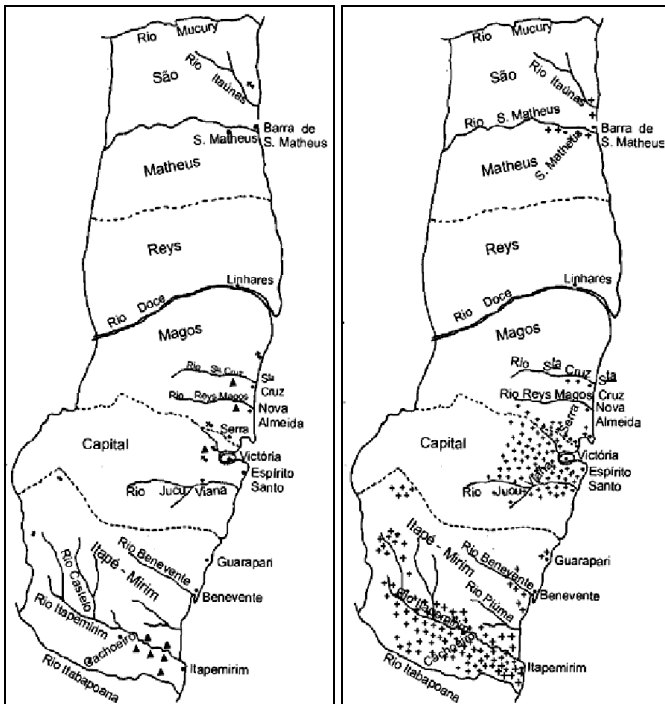 Rio Mucury
São
Rio Itaúnas
Barra de
S. Matheus
S. Matheus
Matheus
Reys
Linhares
Rio Doce
Magos
Rio Sta Cruz
Sta
Cruz
Rio Reys Magos
Nova
Almeida
Serra
Capital
Victória
Espírito
Santo
Rio Jucu
Viana
Itapé - Mirim
Rio Benevente
Guarapari
Rio Castelo
Benevente
Rio Itapemirim
Cachoeiro
Itapemirim
Rio Itabapoana
Rio Mucury
São
Rio Itaúnas
Rio S. Matheus
Barra de
S. Matheus
S. Matheus
Matheus
Reys
Linhares
Rio Doce
Magos
Rio Sta Cruz
Sta
Cruz
Rio Reys Magos
Nova
Almeida
Serra
Capital
Victória
Viana
Espírito
Santo
Rio Jucu
Itapé - Mirim
Rio Benevente
Guarapari
Rio Piuma
Benevente
Rio Itapemirim
Cachoeiro
Itapemirim
Rio Itabapoana